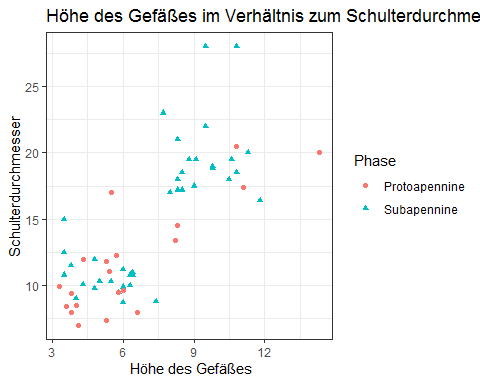 Höhe des Gefäßes im Verhältnis zum Schulterdurchme
25
20
15
10
3
6
9
12
Schulterdurchmesser
Höhe des Gefäßes
Phase
Protoapennine
Subapennine